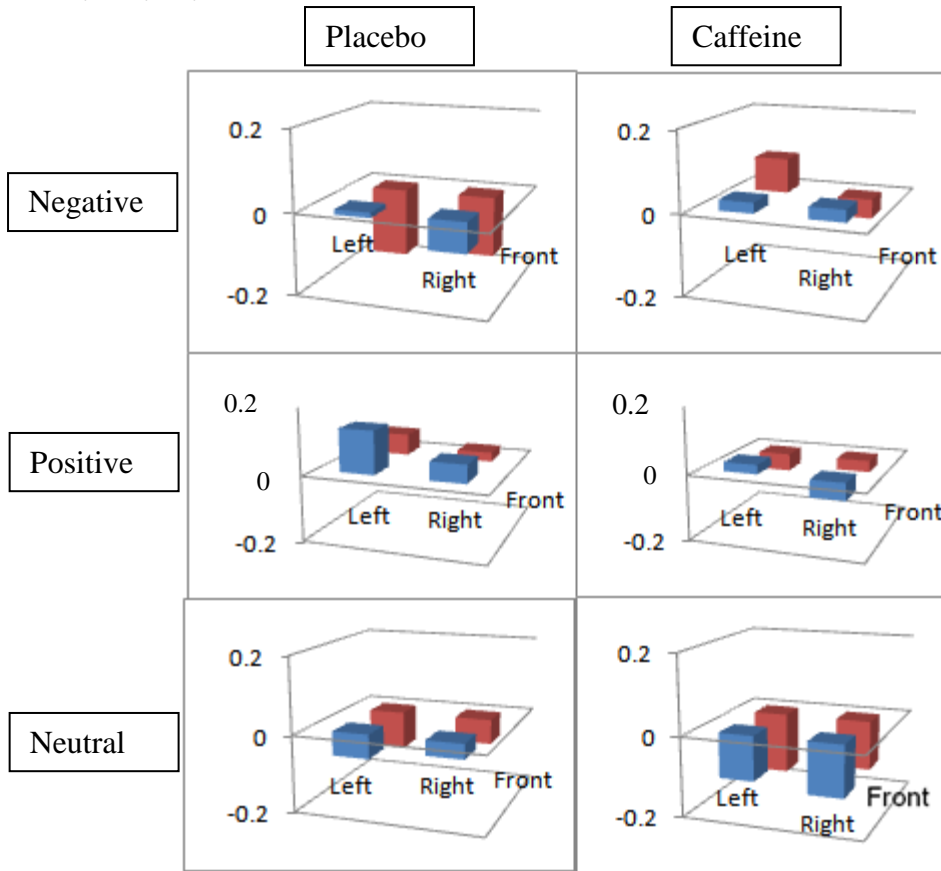 Placebo
Caffeine
Negative
0.2
0
-0.2
Left
Right
Front
0.2
0
-0.2
Left
Right
Front
Positive
0.2
0
-0.2
Left
Right
Front
0.2
0
-0.2
Left
Right
Front
Neutral
0.2
0
-0.2
Left
Right
Front
0.2
0
-0.2
Left
Right
Front